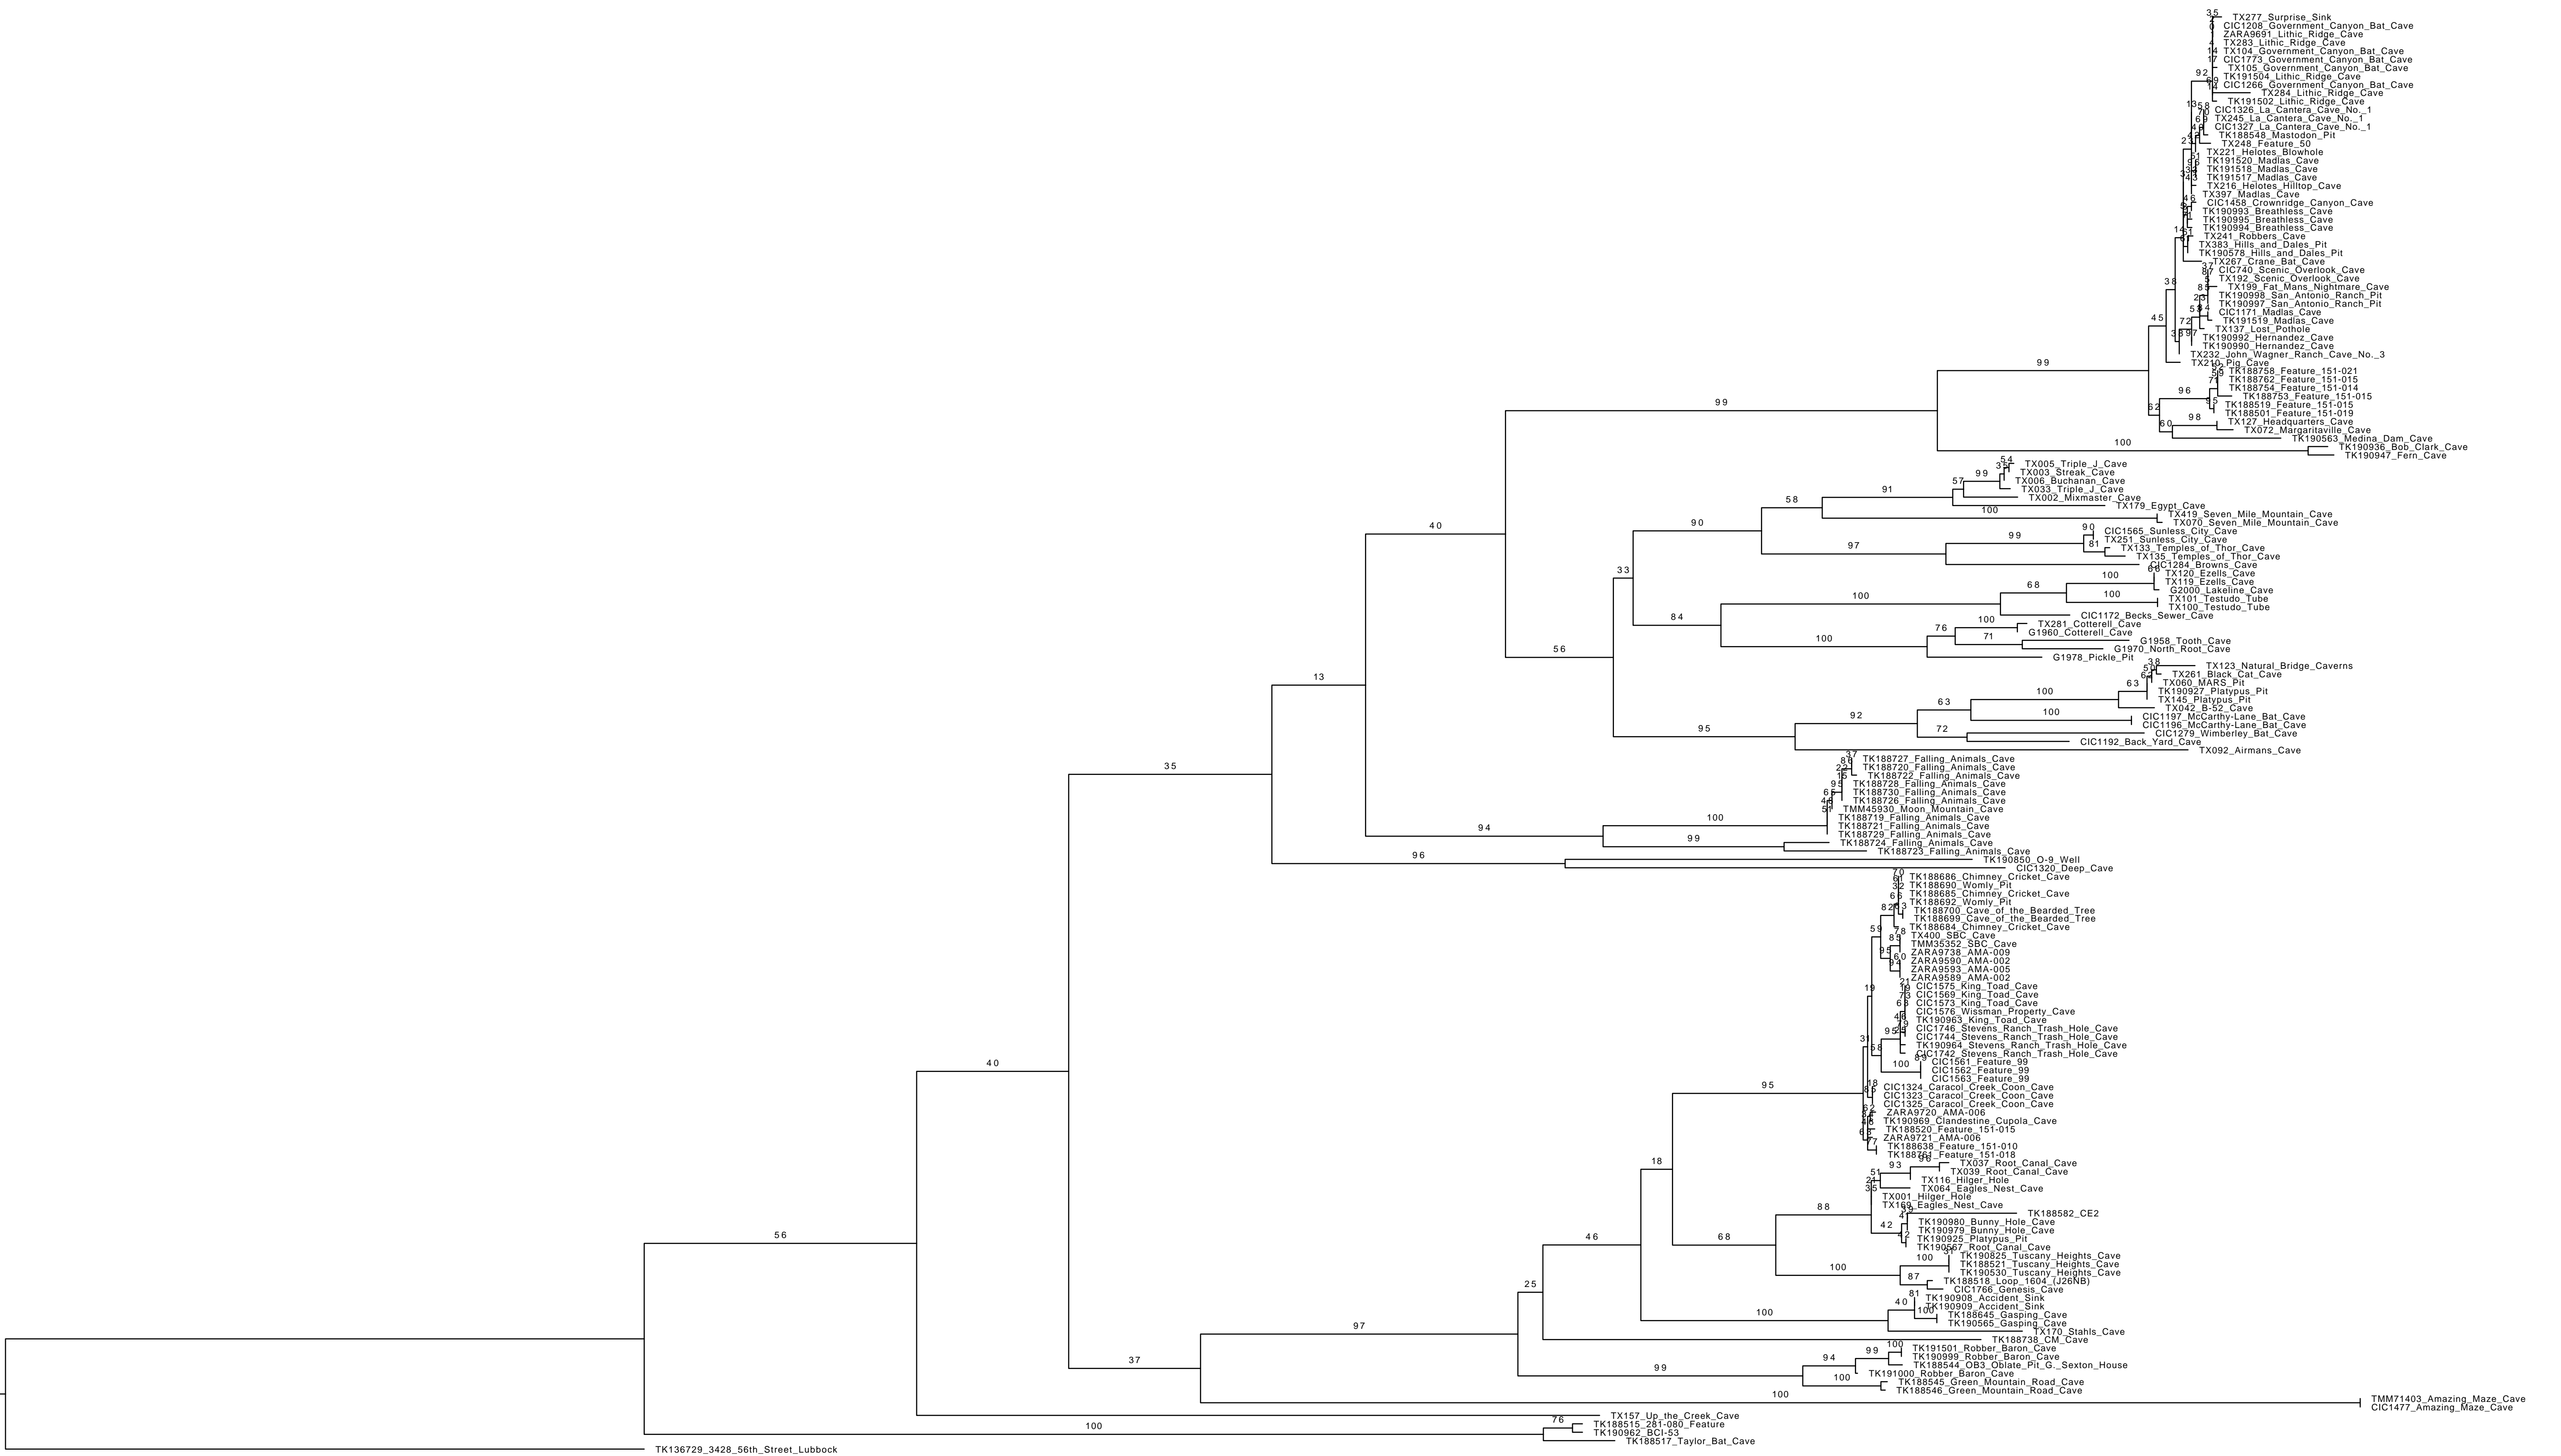 TX277_Surprise_Sink
CIC1208_Government_Canyon_Bat_Cave
ZARA9691_Lithic_Ridge_Cave
TX283_Lithic_Ridge_Cave
TX104_Government_Canyon_Bat_Cave
CIC1773_Government_Canyon_Bat_Cave
TX105_Government_Canyon_Bat_Cave
TK191504_Lithic_Ridge_Cave
CIC1266_Government_Canyon_Bat_Cave
TX284_Lithic_Ridge_Cave
TK191502_Lithic_Ridge_Cave
CIC1326_La_Cantera_Cave_No._1
TX245_La_Cantera_Cave_No._1
CIC1327_La_Cantera_Cave_No._1
TK188548_Mastodon_Pit
TX248_Feature_50
TX221_Helotes_Blowhole
TK191520_Madlas_Cave
TK191518_Madlas_Cave
TK191517_Madlas_Cave
TX216_Helotes_Hilltop_Cave
TX397_Madlas_Cave
CIC1458_Crownridge_Canyon_Cave
TK190993_Breathless_Cave
TK190995_Breathless_Cave
TK190994_Breathless_Cave
TX241_Robbers_Cave
TX383_Hills_and_Dales_Pit
TK190578_Hills_and_Dales_Pit
TX267_Crane_Bat_Cave
CIC740_Scenic_Overlook_Cave
TX192_Scenic_Overlook_Cave
TX199_Fat_Mans_Nightmare_Cave
TK190998_San_Antonio_Ranch_Pit
TK190997_San_Antonio_Ranch_Pit
CIC1171_Madlas_Cave
TK191519_Madlas_Cave
TX137_Lost_Pothole
TK190992_Hernandez_Cave
TK190990_Hernandez_Cave
TX232_John_Wagner_Ranch_Cave_No._3
TX210_Pig_Cave
TK188758_Feature_151-021
TK188762_Feature_151-015
TK188754_Feature_151-014
TK188753_Feature_151-015
TK188519_Feature_151-015
TK188501_Feature_151-019
TX127_Headquarters_Cave
TX072_Margaritaville_Cave
TK190563_Medina_Dam_Cave
TK190936_Bob_Clark_Cave
TK190947_Fern_Cave
TX005_Triple_J_Cave
TX003_Streak_Cave
TX006_Buchanan_Cave
TX033_Triple_J_Cave
TX002_Mixmaster_Cave
TX179_Egypt_Cave
TX419_Seven_Mile_Mountain_Cave
TX070_Seven_Mile_Mountain_Cave
CIC1565_Sunless_City_Cave
TX251_Sunless_City_Cave
TX133_Temples_of_Thor_Cave
TX135_Temples_of_Thor_Cave
CIC1284_Browns_Cave
TX120_Ezells_Cave
TX119_Ezells_Cave
G2000_Lakeline_Cave
TX101_Testudo_Tube
TX100_Testudo_Tube
CIC1172_Becks_Sewer_Cave
TX281_Cotterell_Cave
G1960_Cotterell_Cave
G1958_Tooth_Cave
G1970_North_Root_Cave
G1978_Pickle_Pit
TX123_Natural_Bridge_Caverns
TX261_Black_Cat_Cave
TX060_MARS_Pit
TK190927_Platypus_Pit
TX145_Platypus_Pit
TX042_B-52_Cave
CIC1197_McCarthy-Lane_Bat_Cave
CIC1196_McCarthy-Lane_Bat_Cave
CIC1279_Wimberley_Bat_Cave
CIC1192_Back_Yard_Cave
TX092_Airmans_Cave
TK188727_Falling_Animals_Cave
TK188720_Falling_Animals_Cave
TK188722_Falling_Animals_Cave
TK188728_Falling_Animals_Cave
TK188730_Falling_Animals_Cave
TK188726_Falling_Animals_Cave
TMM45930_Moon_Mountain_Cave
TK188719_Falling_Animals_Cave
TK188721_Falling_Animals_Cave
TK188729_Falling_Animals_Cave
TK188724_Falling_Animals_Cave
TK188723_Falling_Animals_Cave
TK190850_O-9_Well
CIC1320_Deep_Cave
TK188686_Chimney_Cricket_Cave
TK188690_Womly_Pit
TK188685_Chimney_Cricket_Cave
TK188692_Womly_Pit
TK188700_Cave_of_the_Bearded_Tree
TK188699_Cave_of_the_Bearded_Tree
TK188684_Chimney_Cricket_Cave
TX400_SBC_Cave
TMM35352_SBC_Cave
ZARA9738_AMA-009
ZARA9590_AMA-002
ZARA9593_AMA-005
ZARA9589_AMA-002
CIC1575_King_Toad_Cave
CIC1569_King_Toad_Cave
CIC1573_King_Toad_Cave
CIC1576_Wissman_Property_Cave
TK190963_King_Toad_Cave
CIC1746_Stevens_Ranch_Trash_Hole_Cave
CIC1744_Stevens_Ranch_Trash_Hole_Cave
TK190964_Stevens_Ranch_Trash_Hole_Cave
CIC1742_Stevens_Ranch_Trash_Hole_Cave
CIC1561_Feature_99
CIC1562_Feature_99
CIC1563_Feature_99
CIC1324_Caracol_Creek_Coon_Cave
CIC1323_Caracol_Creek_Coon_Cave
CIC1325_Caracol_Creek_Coon_Cave
ZARA9720_AMA-006
TK190969_Clandestine_Cupola_Cave
TK188520_Feature_151-015
ZARA9721_AMA-006
TK188638_Feature_151-010
TK188761_Feature_151-018
TX037_Root_Canal_Cave
TX039_Root_Canal_Cave
TX116_Hilger_Hole
TX064_Eagles_Nest_Cave
TX001_Hilger_Hole
TX169_Eagles_Nest_Cave
TK188582_CE2
TK190980_Bunny_Hole_Cave
TK190979_Bunny_Hole_Cave
TK190925_Platypus_Pit
TK190567_Root_Canal_Cave
TK190825_Tuscany_Heights_Cave
TK188521_Tuscany_Heights_Cave
TK190530_Tuscany_Heights_Cave
TK188518_Loop_1604_(J26NB)
CIC1766_Genesis_Cave
TK190908_Accident_Sink
TK190909_Accident_Sink
TK188645_Gasping_Cave
TK190565_Gasping_Cave
TX170_Stahls_Cave
TK188738_CM_Cave
TK191501_Robber_Baron_Cave
TK190999_Robber_Baron_Cave
TK188544_OB3_Oblate_Pit_G._Sexton_House
TK191000_Robber_Baron_Cave
TK188545_Green_Mountain_Road_Cave
TK188546_Green_Mountain_Road_Cave
TMM71403_Amazing_Maze_Cave
CIC1477_Amazing_Maze_Cave
TX157_Up_the_Creek_Cave
TK188515_281-080_Feature
TK190962_BCI-53
TK188517_Taylor_Bat_Cave
TK136729_3428_56th_Street_Lubbock